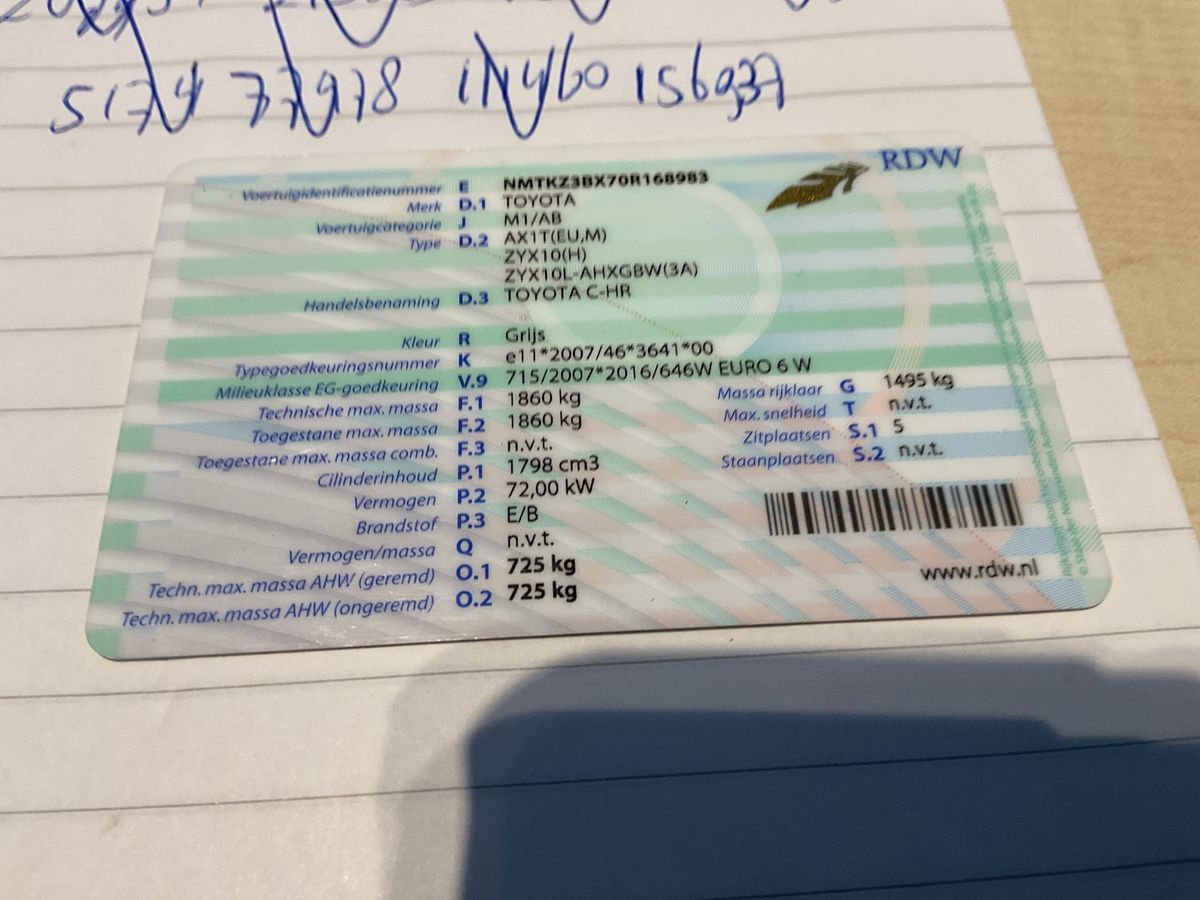 RDW
Voertuigidentificatienummer E NMTKZ3BX70R168983
Merk D.1 TOYOTA
Voertuigcategorie J M1/AB
Type D.2 AX1T(EU,M)
ZYX10(H)
ZYX10L-AHXGBW(3A)
Handelsbenaming D.3 TOYOTA C-HR
Kleur R Grijs
Typegoedkeuringsnummer K e11*2007/46*3641*00
Milieuklasse EG-goedkeuring V.9 715/2007*2016/646W EURO 6 W
Technische max. massa F.1 1860 kg
Toegestane max. massa F.2 1860 kg
Toegestane max. massa comb. F.3 n.v.t.
Cilinderinhoud P.1 1798 cm3
Vermogen P.2 72,00 kW
Brandstof P.3 E/B
Vermogen/massa Q n.v.t.
Techn. max. massa AHW (geremd) O.1 725 kg
Techn. max. massa AHW (ongeremd) O.2 725 kg
Massa rijklaar G 1495 kg
Max. snelheid T n.v.t.
Zitplaatsen S.1 5
Staanplaatsen S.2 n.v.t.
www.rdw.nl